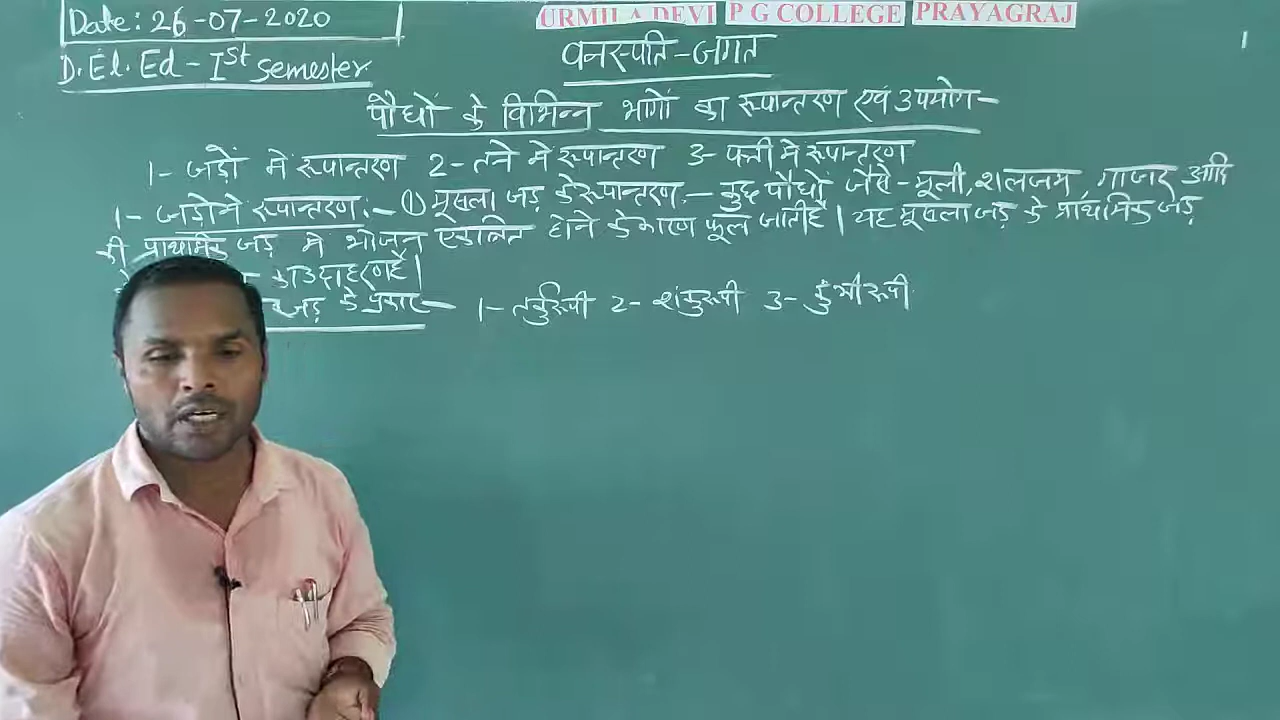 Date: 26-07-2020
URMILA DEVI P G COLLEGE PRAYAGRAJ
D. El. Ed - Ist semester
वनस्पति-जगत
पौधों के विभिन्न भागों का रूपान्तरण एवं उपयोग-
1- जड़ों में रूपान्तरण 2- तने में रूपान्तरण 3- पत्ती में रूपान्तरण
1- जड़ों में रूपान्तरण:- ① मूसला जड़ के रूपान्तरण:- कुछ पौधों जैसे- मूली, शलजम, गाजर आदि
की प्राथमिक जड़ में भोजन एकत्रित होने के कारण फूल जाती है। यह मूसला जड़ के प्राथमिक जड़
का उदाहरण है।
जड़ के प्रकार- 1- तर्कुरूपी 2- शंकुरूपी 3- कुंभीरूपी